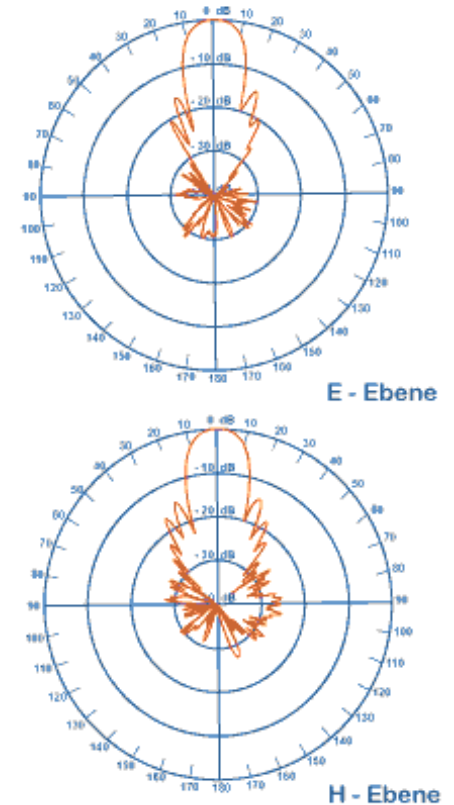 10 0 dB 10
20 20
30 30
40 40
-10 dB
50 50
60 60
-20 dB
70 70
-30 dB
80 80
90 90
100 100
110 110
120 120
130 130
140 140
150 150
160 160
170 180 170
E - Ebene
10 0 dB 10
20 20
30 30
40 40
-10 dB
50 50
60 60
-20 dB
70 70
-30 dB
80 80
dB
90 90
100 100
110 110
120 120
130 130
140 140
150 150
160 160
170 180 170
H - Ebene